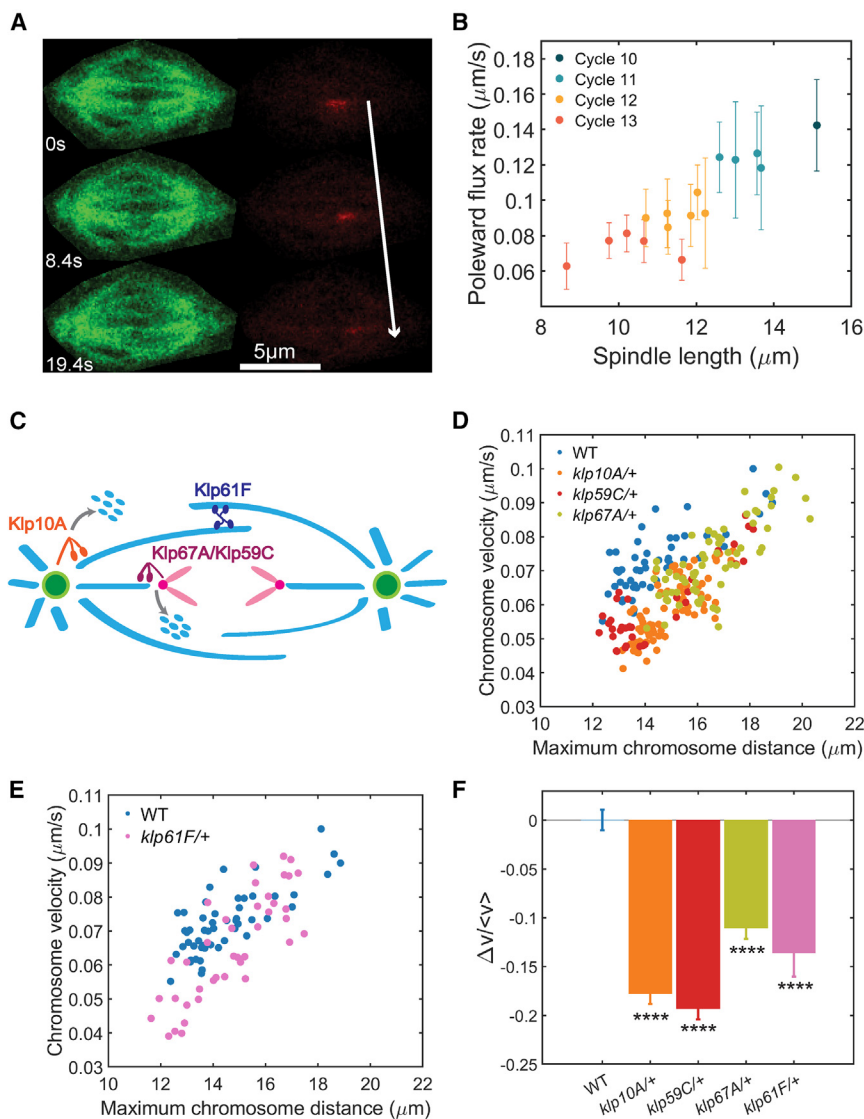 A
0s
8.4s
19.4s
5μm
B
Poleward flux rate (μm/s)
0.16
0.14
0.12
0.1
0.08
0.06
Cycle 10
Cycle 11
Cycle 12
Cycle 13
8 10 12 14 16
Spindle length (μm)
C
Klp10A
Klp61F
Klp67A/Klp59C
D
Chromosome velocity (μm/s)
0.11
0.1
0.09
0.08
0.07
0.06
0.05
0.04
0.03
WT
klp10A/+
klp59C/+
klp67A/+
10 12 14 16 18 20 22
Maximum chromosome distance (μm)
E
Chromosome velocity (μm/s)
0.11
0.1
0.09
0.08
0.07
0.06
0.05
0.04
0.03
WT
klp61F/+
10 12 14 16 18 20 22
Maximum chromosome distance (μm)
F
Δv/<v>
0
-0.05
-0.1
-0.15
-0.2
-0.25
****
****
****
****
WT
klp10A/+
klp59C/+
klp67A/+
klp61F/+